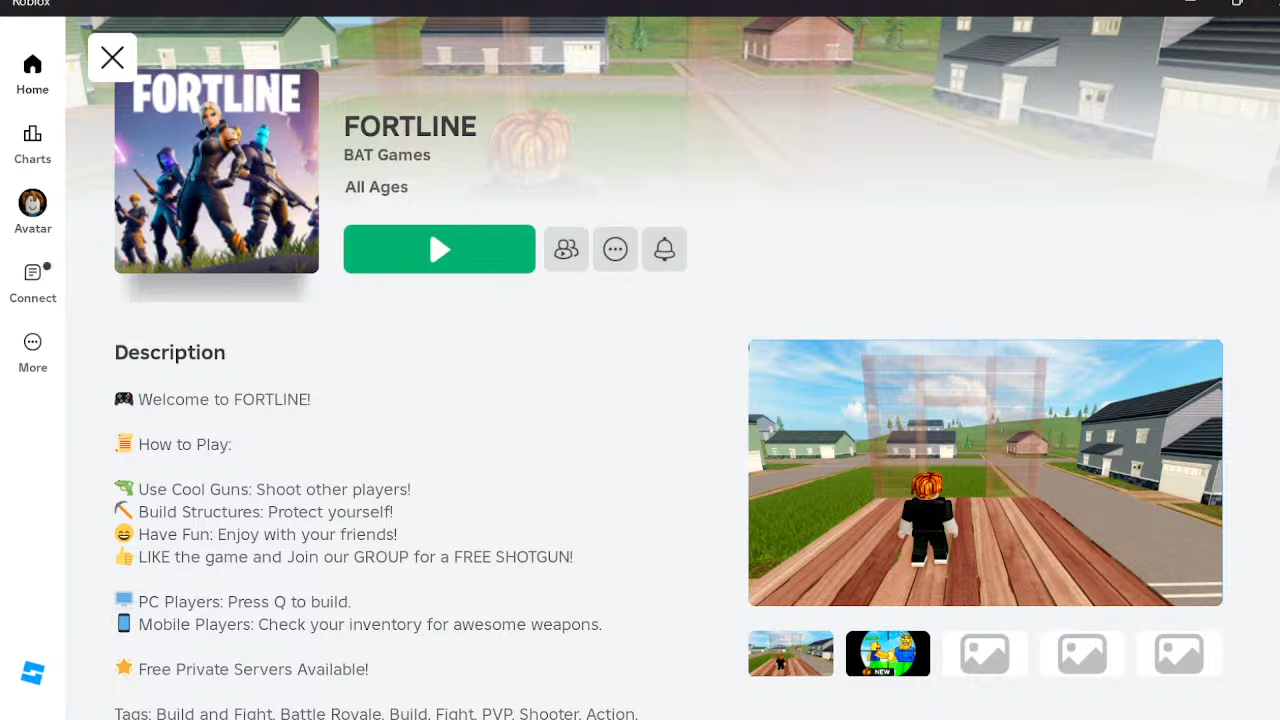 Roblox
Home
Charts
Avatar
Connect
More
FORTLINE
FORTLINE
BAT Games
All Ages
Description
Welcome to FORTLINE!
How to Play:
Use Cool Guns: Shoot other players!
Build Structures: Protect yourself!
Have Fun: Enjoy with your friends!
LIKE the game and Join our GROUP for a FREE SHOTGUN!
PC Players: Press Q to build.
Mobile Players: Check your inventory for awesome weapons.
Free Private Servers Available!
Tags: Build and Fight, Battle Royale, Build, Fight, PVP, Shooter, Action,
NEW